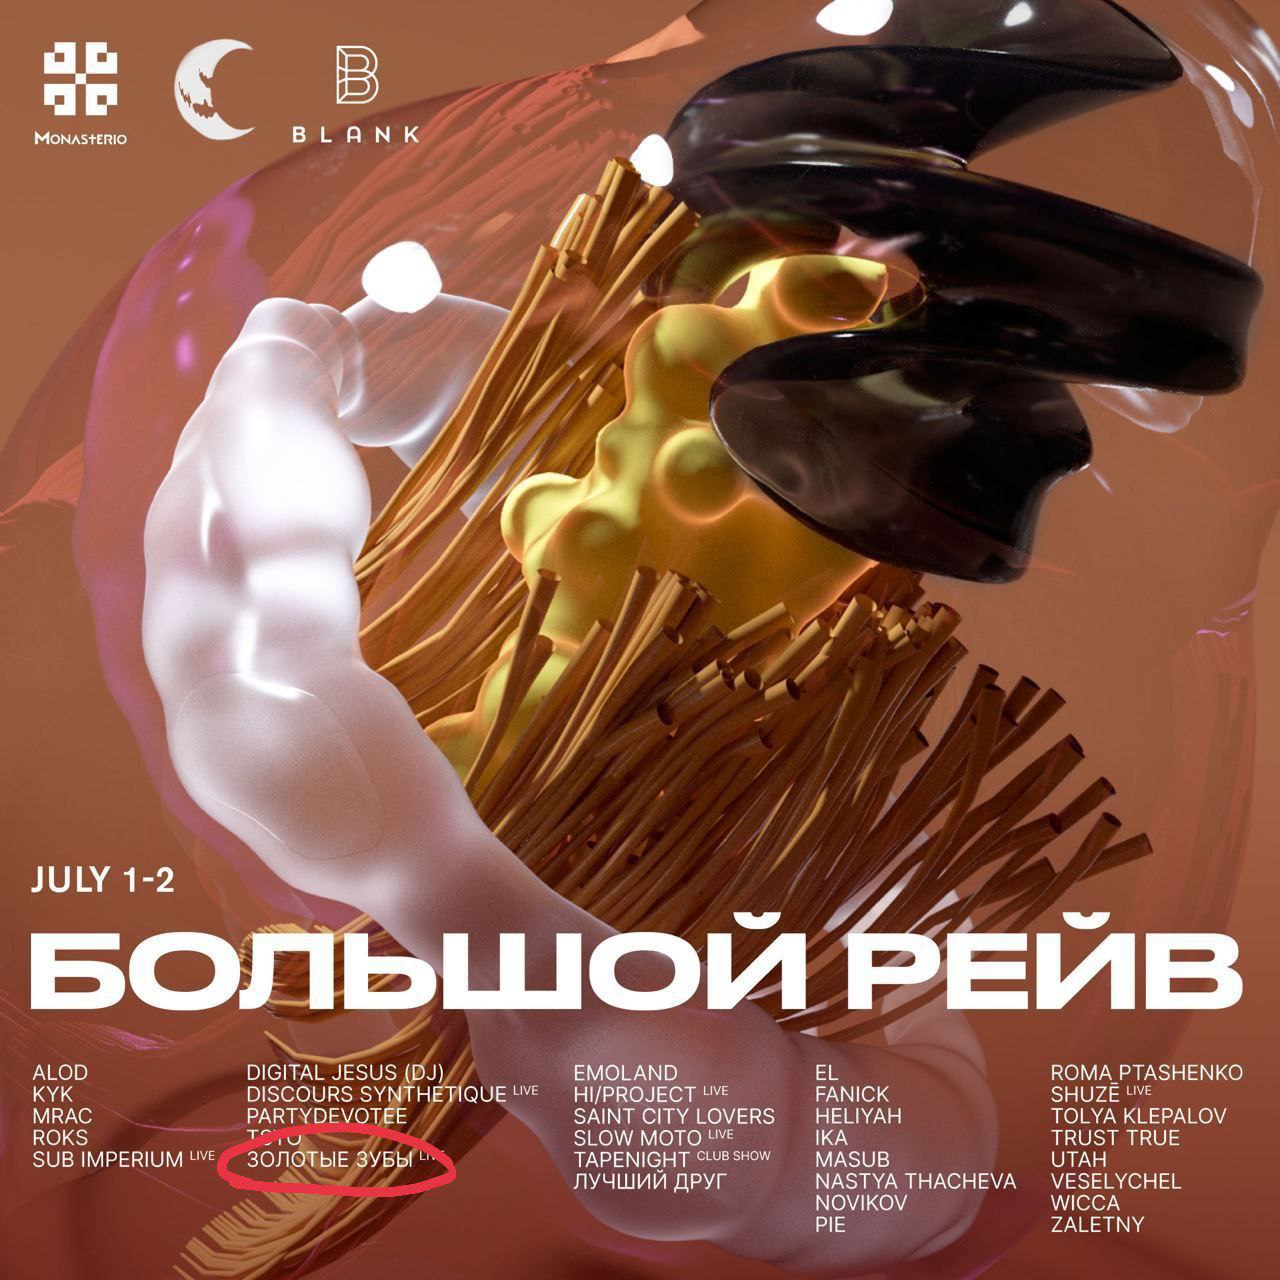 MONASTERIO
B
BLANK
JULY 1-2
БОЛЬШОЙ РЕЙВ
ALOD
KYK
MRAC
ROKS
SUB IMPERIUM LIVE
DIGITAL JESUS (DJ)
DISCOURS SYNTHETIQUE LIVE
PARTYDEVOTEE
TOYO
ЗОЛОТЫЕ ЗУБЫ LIVE
EMOLAND
HI/PROJECT LIVE
SAINT CITY LOVERS
SLOW MOTO LIVE
TAPENIGHT CLUB SHOW
ЛУЧШИЙ ДРУГ
EL
FANICK
HELIYAH
IKA
MASUB
NASTYA THACHEVA
NOVIKOV
PIE
ROMA PTASHENKO
SHUZĒ LIVE
TOLYA KLEPALOV
TRUST TRUE
UTAH
VESELYCHEL
WICCA
ZALETNY